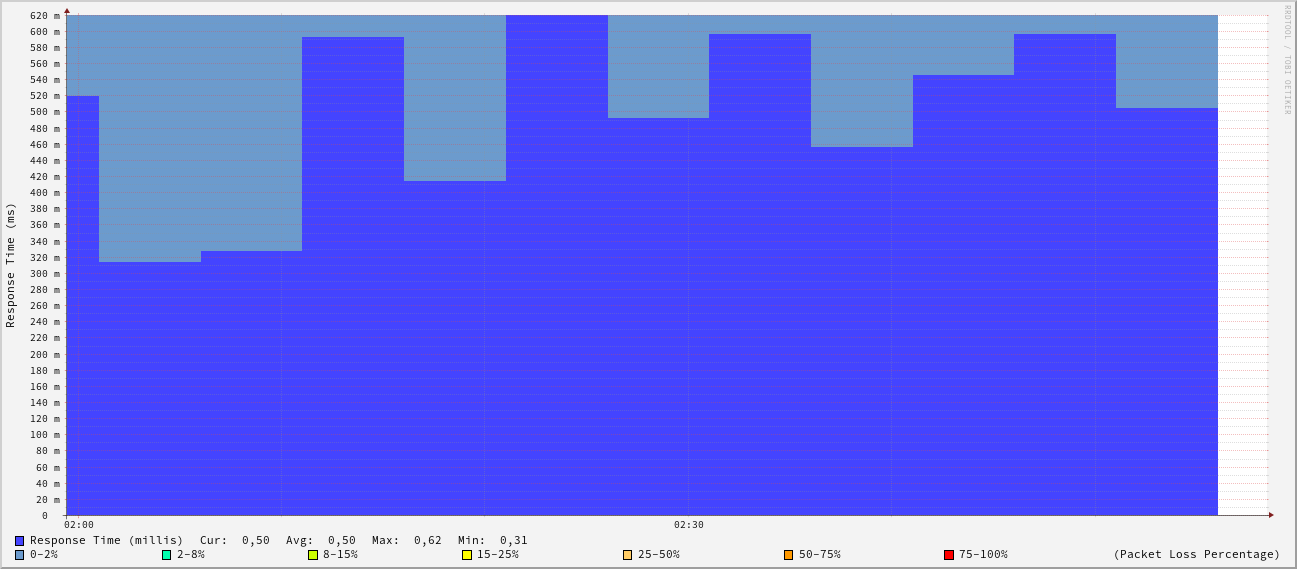 RRDTOOL / TOBI OETIKER
Response Time (ms)
620 m
600 m
580 m
560 m
540 m
520 m
500 m
480 m
460 m
440 m
420 m
400 m
380 m
360 m
340 m
320 m
300 m
280 m
260 m
240 m
220 m
200 m
180 m
160 m
140 m
120 m
100 m
80 m
60 m
40 m
20 m
0
02:00 02:30
Response Time (millis) Cur: 0,50 Avg: 0,50 Max: 0,62 Min: 0,31
0-2% 2-8% 8-15% 15-25% 25-50% 50-75% 75-100% (Packet Loss Percentage)